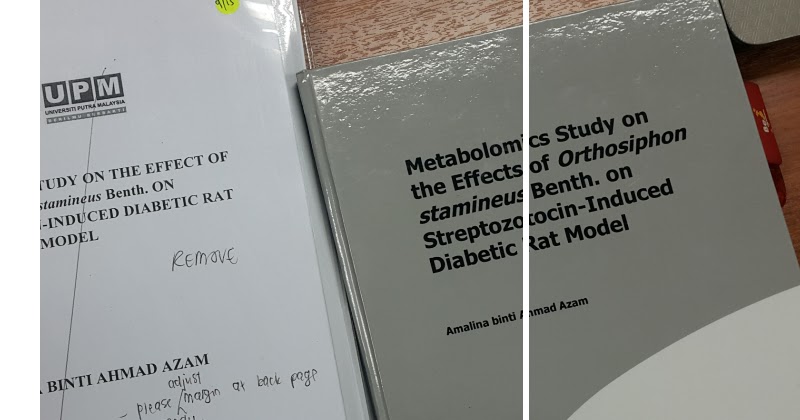 9/15
UPM
UNIVERSITI PUTRA MALAYSIA
BERILMU BERBAKTI
TUDY ON THE EFFECT OF
stamineus Benth. ON
-INDUCED DIABETIC RAT
MODEL
REMOVE
BINTI AHMAD AZAM
adjust
- please margin at back page
Metabolomics Study on
the Effects of Orthosiphon
stamineus Benth. on
Streptozotocin-Induced
Diabetic Rat Model
Amalina binti Ahmad Azam